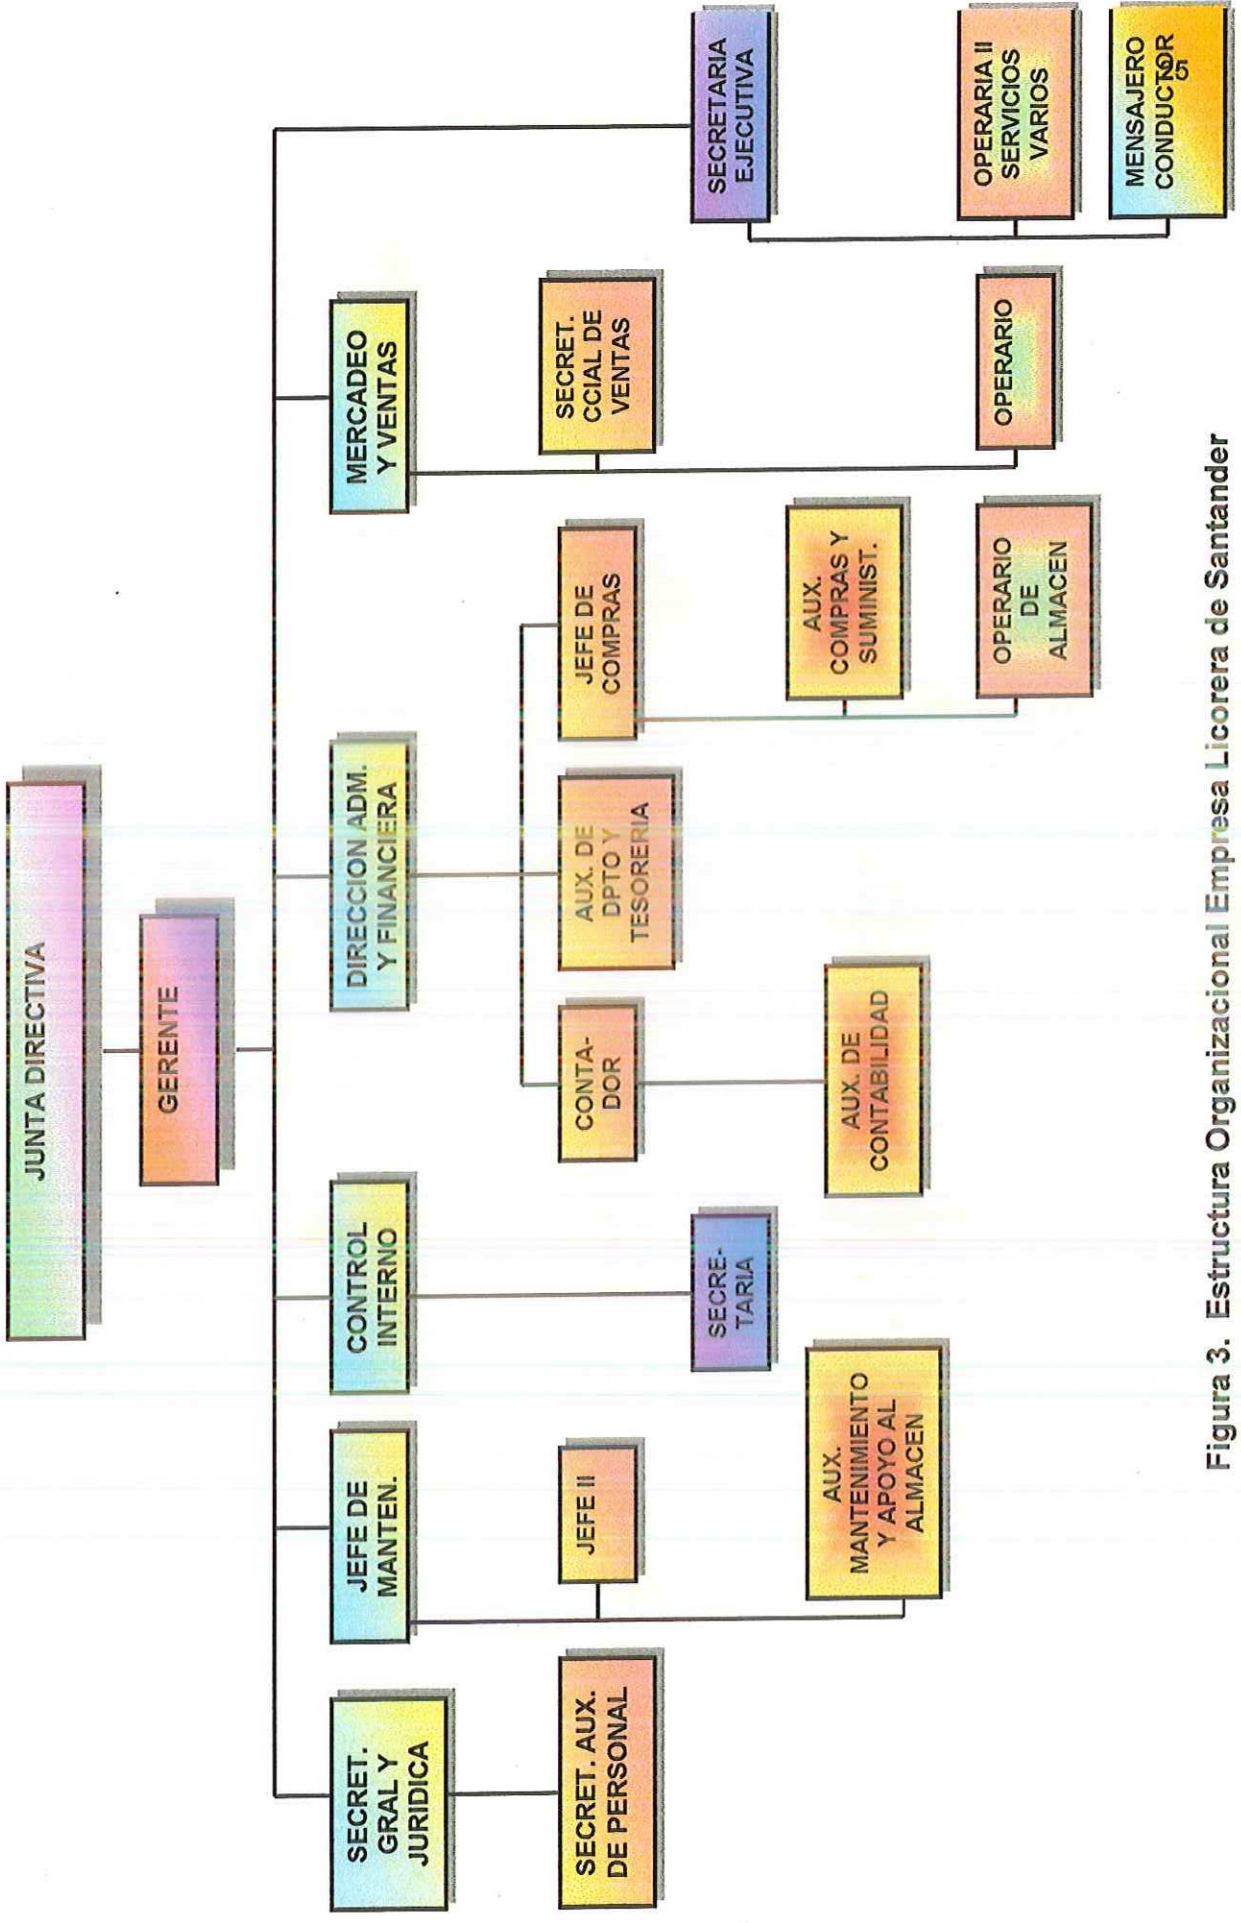 JUNTA DIRECTIVA
GERENTE
SECRET.
GRAL Y
JURIDICA
JEFE DE
MANTEN.
CONTROL
INTERNO
DIRECCION ADM.
Y FINANCIERA
MERCADEO
Y VENTAS
SECRETARIA
EJECUTIVA
SECRET. AUX.
DE PERSONAL
JEFE II
AUX.
MANTENIMIENTO
Y APOYO AL
ALMACEN
SECRE-
TARIA
CONTA-
DOR
AUX. DE
CONTABILIDAD
AUX. DE
DPTO Y
TESORERIA
JEFE DE
COMPRAS
AUX.
COMPRAS Y
SUMINIST.
OPERARIO
DE
ALMACEN
SECRET.
CCIAL DE
VENTAS
OPERARIO
OPERARIA II
SERVICIOS
VARIOS
MENSAJERO
CONDUCTOR
25
Figura 3. Estructura Organizacional Empresa Licorera de Santander